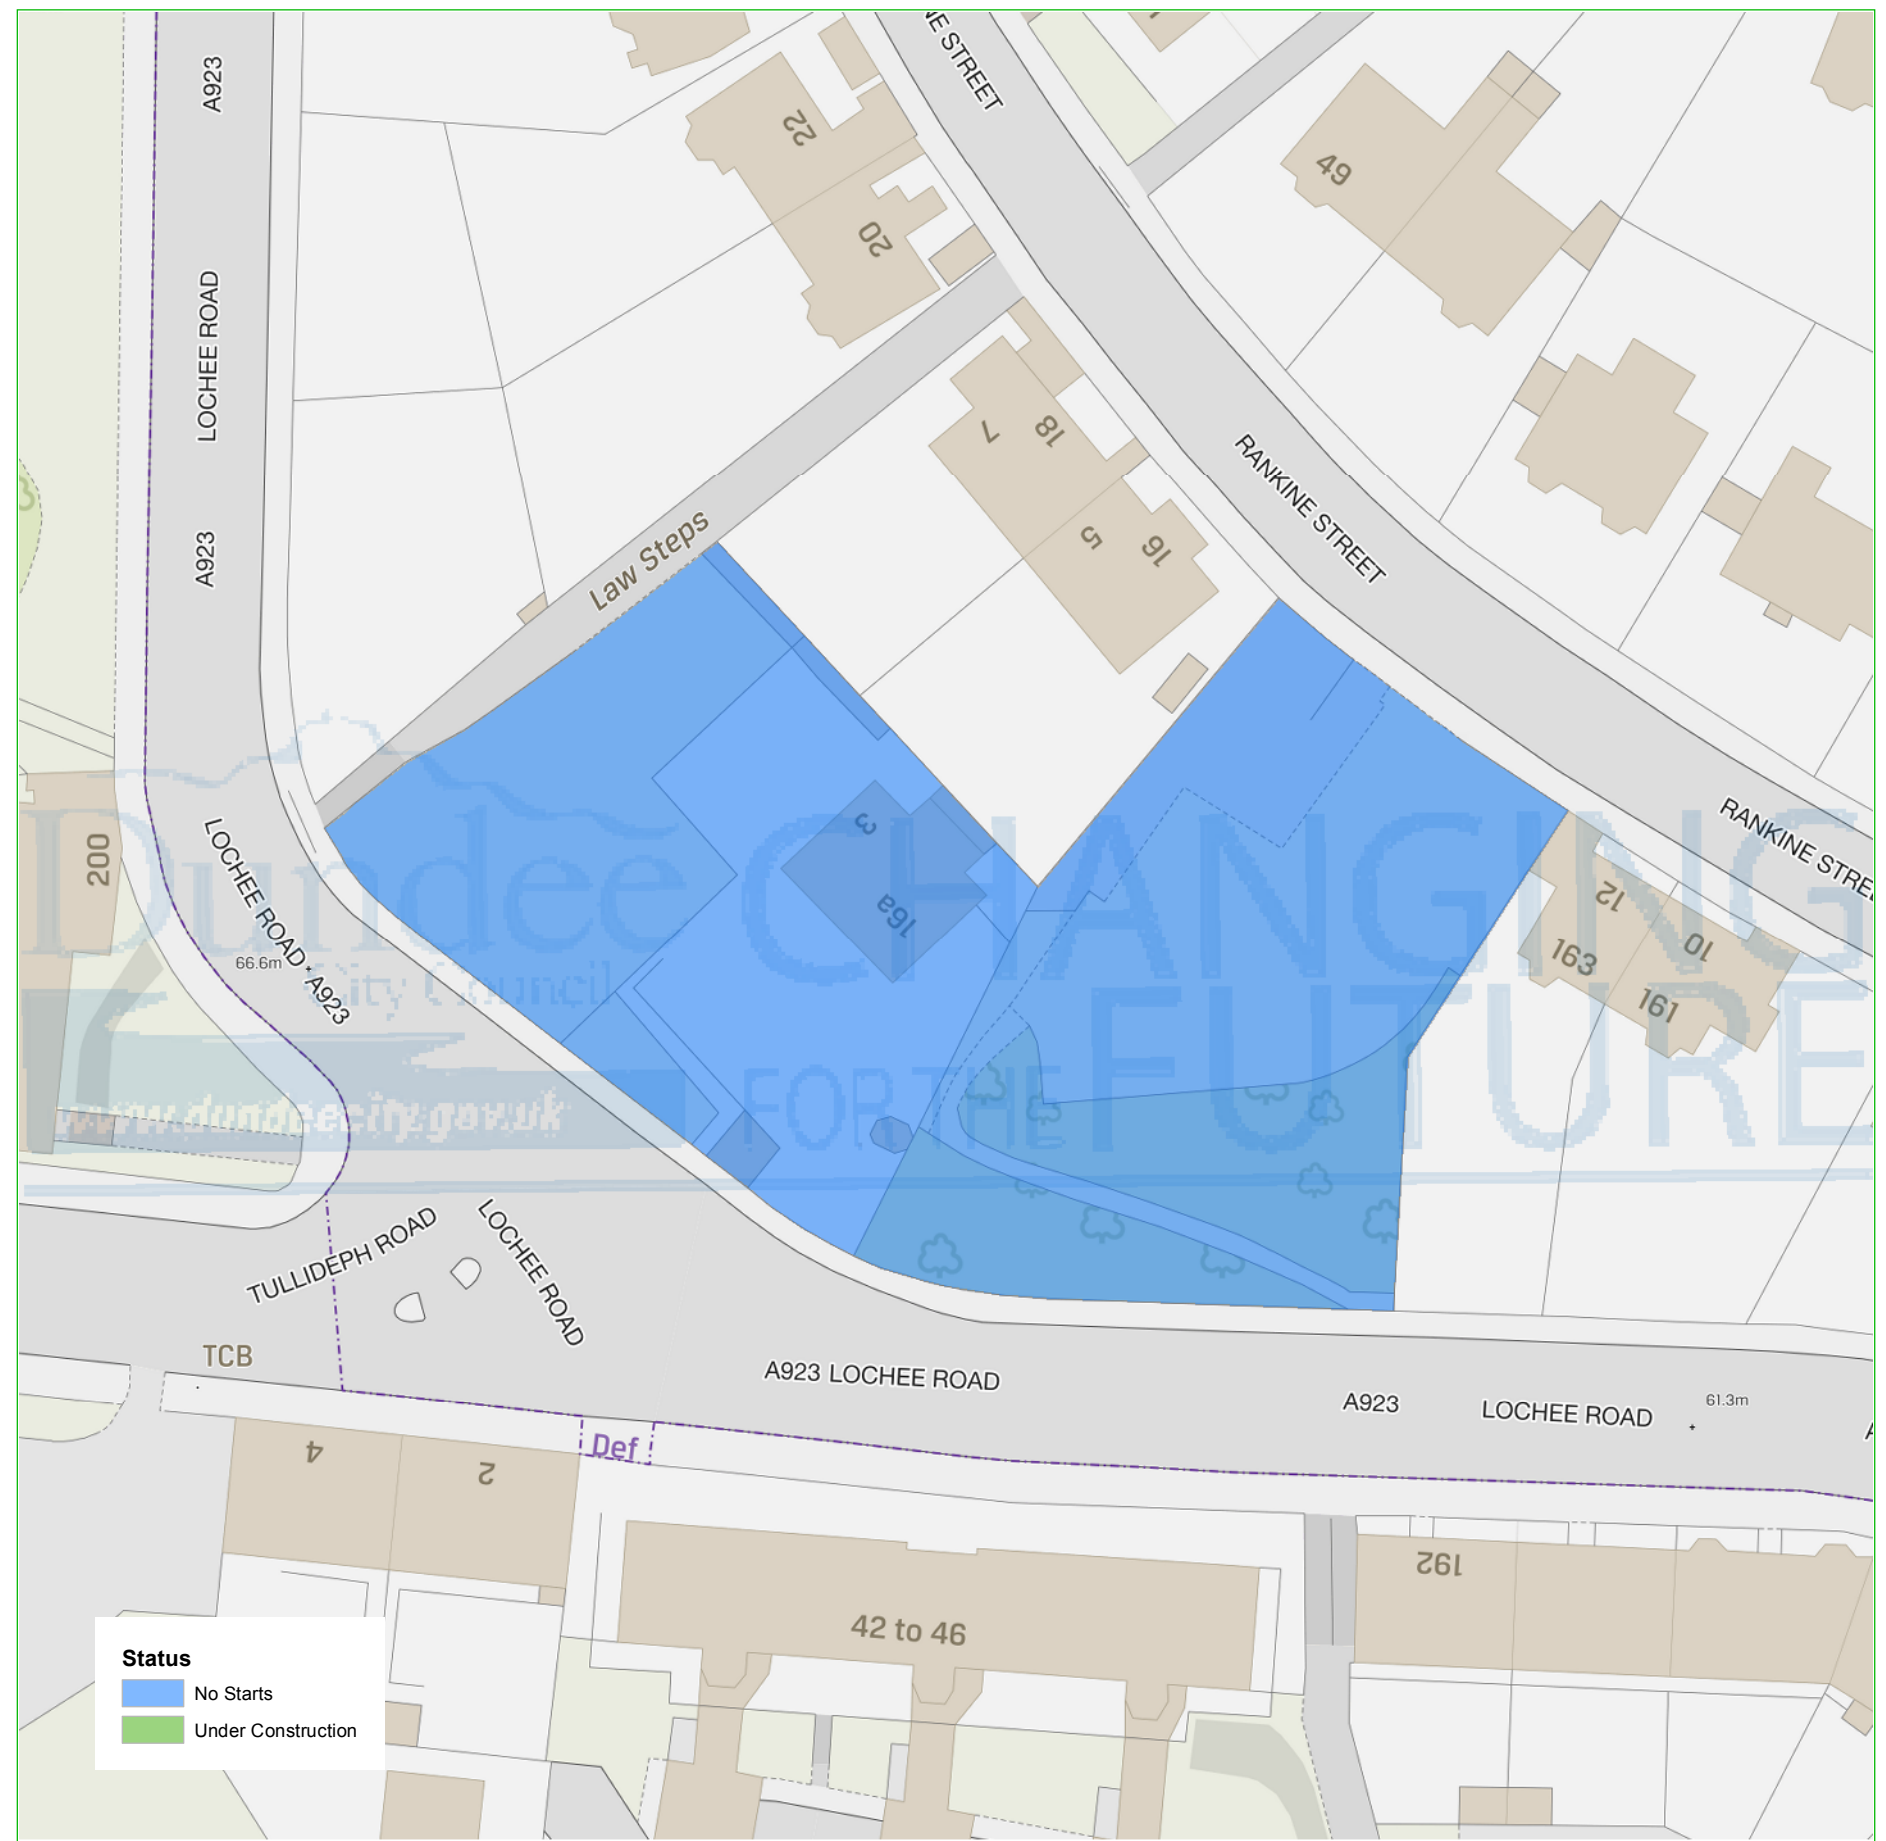 A923
NE STREET
22
49
20
LOCHEE ROAD
7
18
RANKINE STREET
A923
5
16
Law Steps
3
16a
200
RANKINE STREE
Dundee
City Council
CHANGING
FOR THE FUTURE
www.dundeecity.gov.uk
LOCHEE ROAD
A923
66.6m
12
10
163
161
TULLIDEPH ROAD
LOCHEE ROAD
TCB
A923 LOCHEE ROAD
A923
LOCHEE ROAD
61.3m
A
Def
4
2
192
42 to 46
Status
No Starts
Under Construction